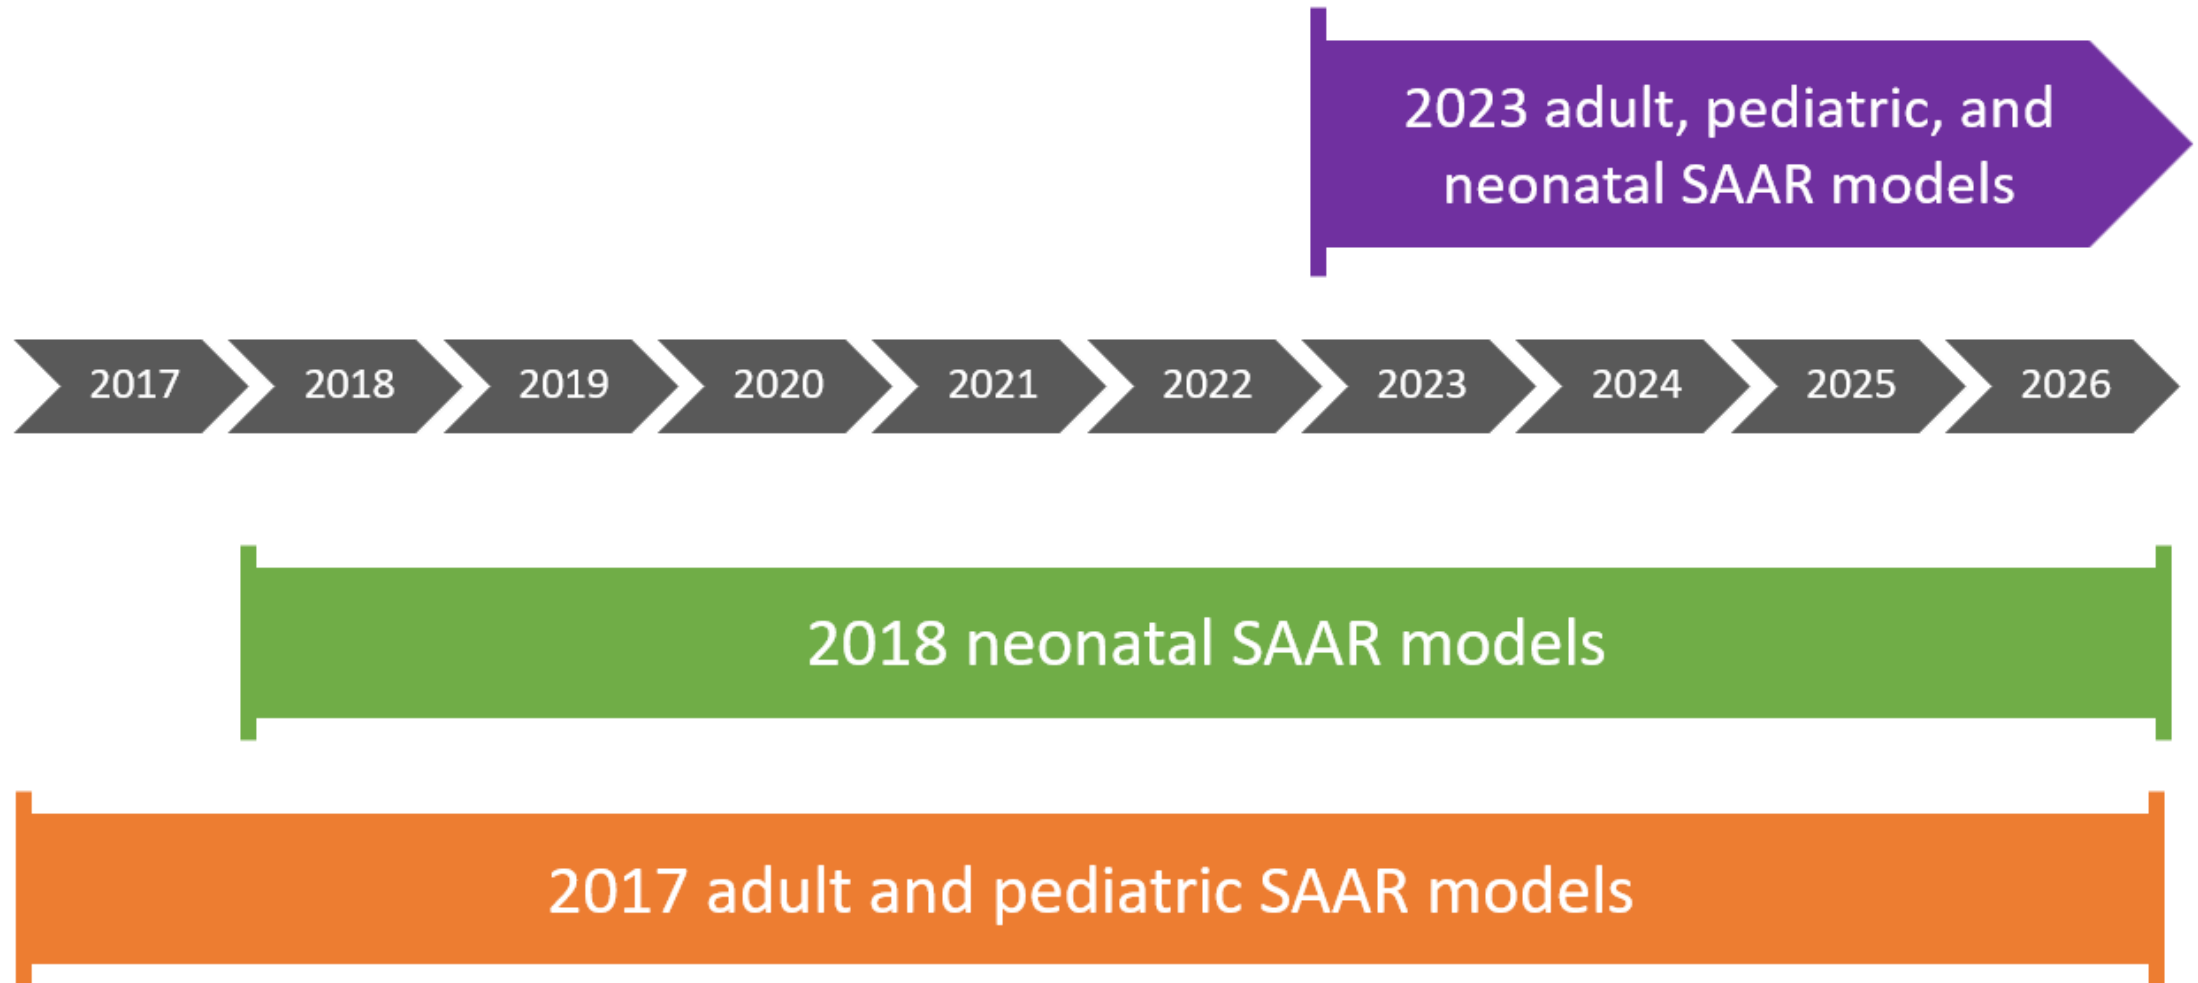 2023 adult, pediatric, and
neonatal SAAR models
2017 2018 2019 2020 2021 2022 2023 2024 2025 2026
2018 neonatal SAAR models
2017 adult and pediatric SAAR models